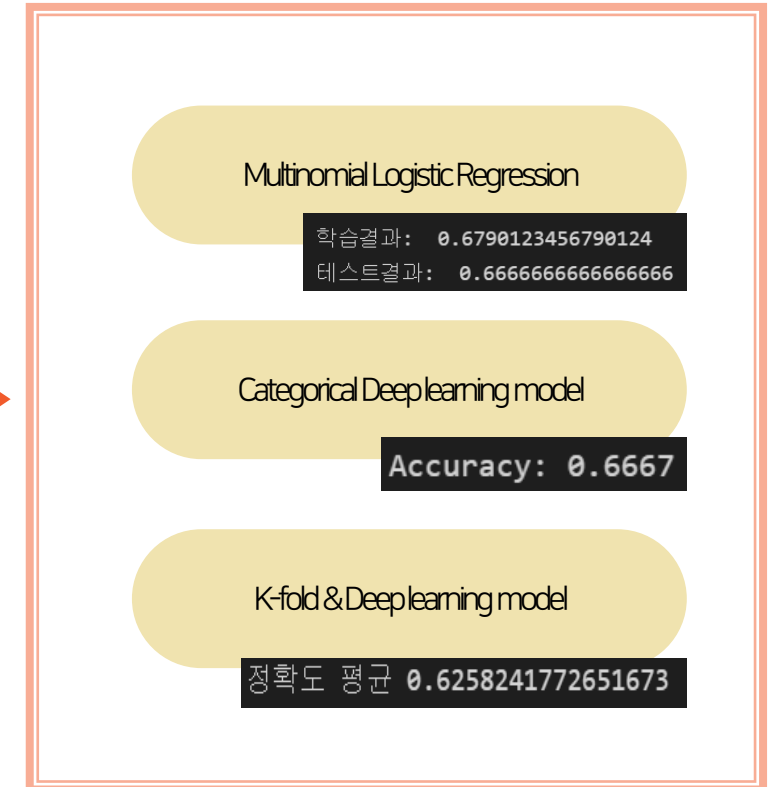 Multinomial Logistic Regression
학습결과: 0.6790123456790124
테스트결과: 0.6666666666666666
Categorical Deep learning model
Accuracy: 0.6667
K-fold & Deep learning model
정확도 평균 0.6258241772651673